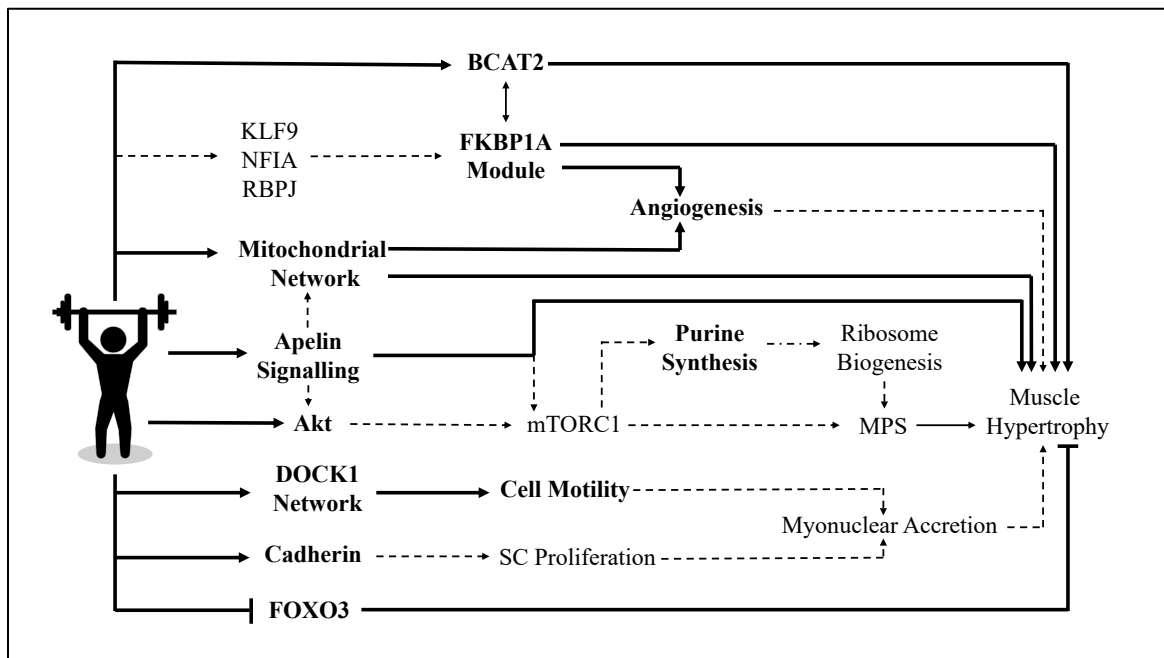 BCAT2
KLF9
NFIA
RBPJ
FKBP1A
Module
Angiogenesis
Mitochondrial
Network
Apelin
Signalling
Purine
Synthesis
Ribosome
Biogenesis
Akt
mTORC1
MPS
Muscle
Hypertrophy
DOCK1
Network
Cell Motility
Myonuclear Accretion
Cadherin
SC Proliferation
FOXO3